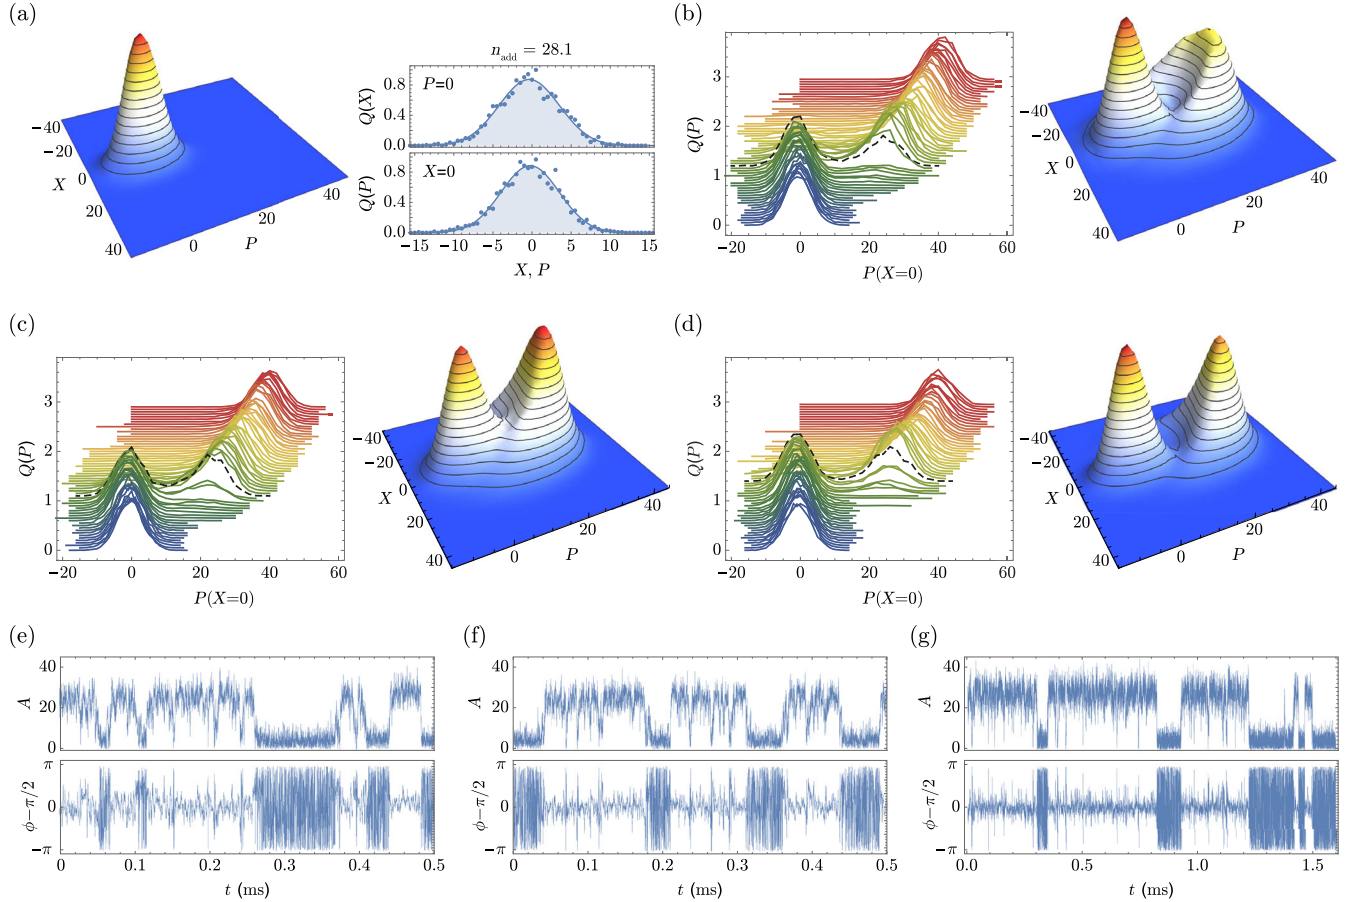 (a)
−40
−20
X
0
20
40
0
P
20
40
n_add = 28.1
Q(X)
0.8
0.4
0.0
P=0
Q(P)
0.8
0.4
0.0
X=0
−15 −10 −5 0 5 10 15
X, P
(b)
Q(P)
3
2
1
0
−20 0 20 40 60
P(X=0)
−40
−20
X
0
20
40
0
P
20
40
(c)
Q(P)
3
2
1
0
−20 0 20 40 60
P(X=0)
−40
−20
X
0
20
40
0
P
20
40
(d)
Q(P)
3
2
1
0
−20 0 20 40 60
P(X=0)
−40
−20
X
0
20
40
0
P
20
40
(e)
A
40
20
0
ϕ−π/2
π
0
−π
0 0.1 0.2 0.3 0.4 0.5
t (ms)
(f)
A
40
20
0
ϕ−π/2
π
0
−π
0 0.1 0.2 0.3 0.4 0.5
t (ms)
(g)
A
40
20
0
ϕ−π/2
π
0
−π
0 0.5 1.0 1.5
t (ms)